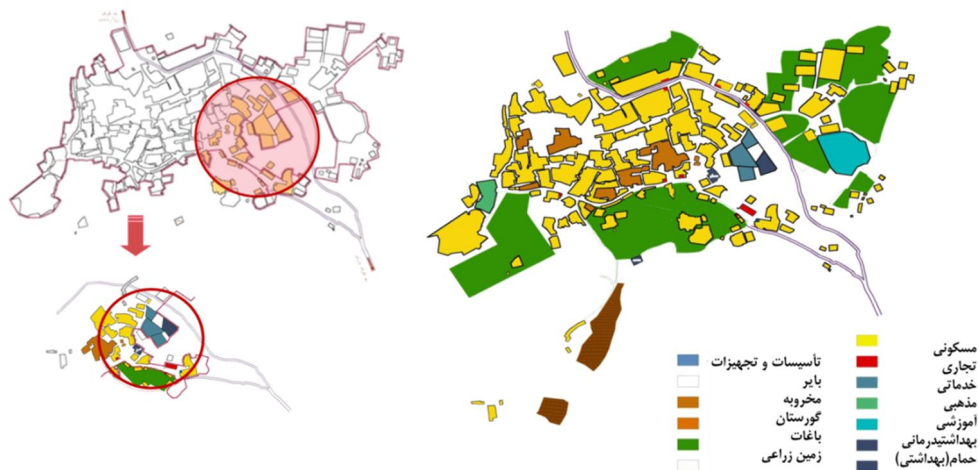 مسکونی
تجاری
خدماتی
مذهبی
آموزشی
بهداشتیدرمانی
حمام(بهداشتی)
تأسیسات و تجهیزات
بایر
مخروبه
گورستان
باغات
زمین زراعی